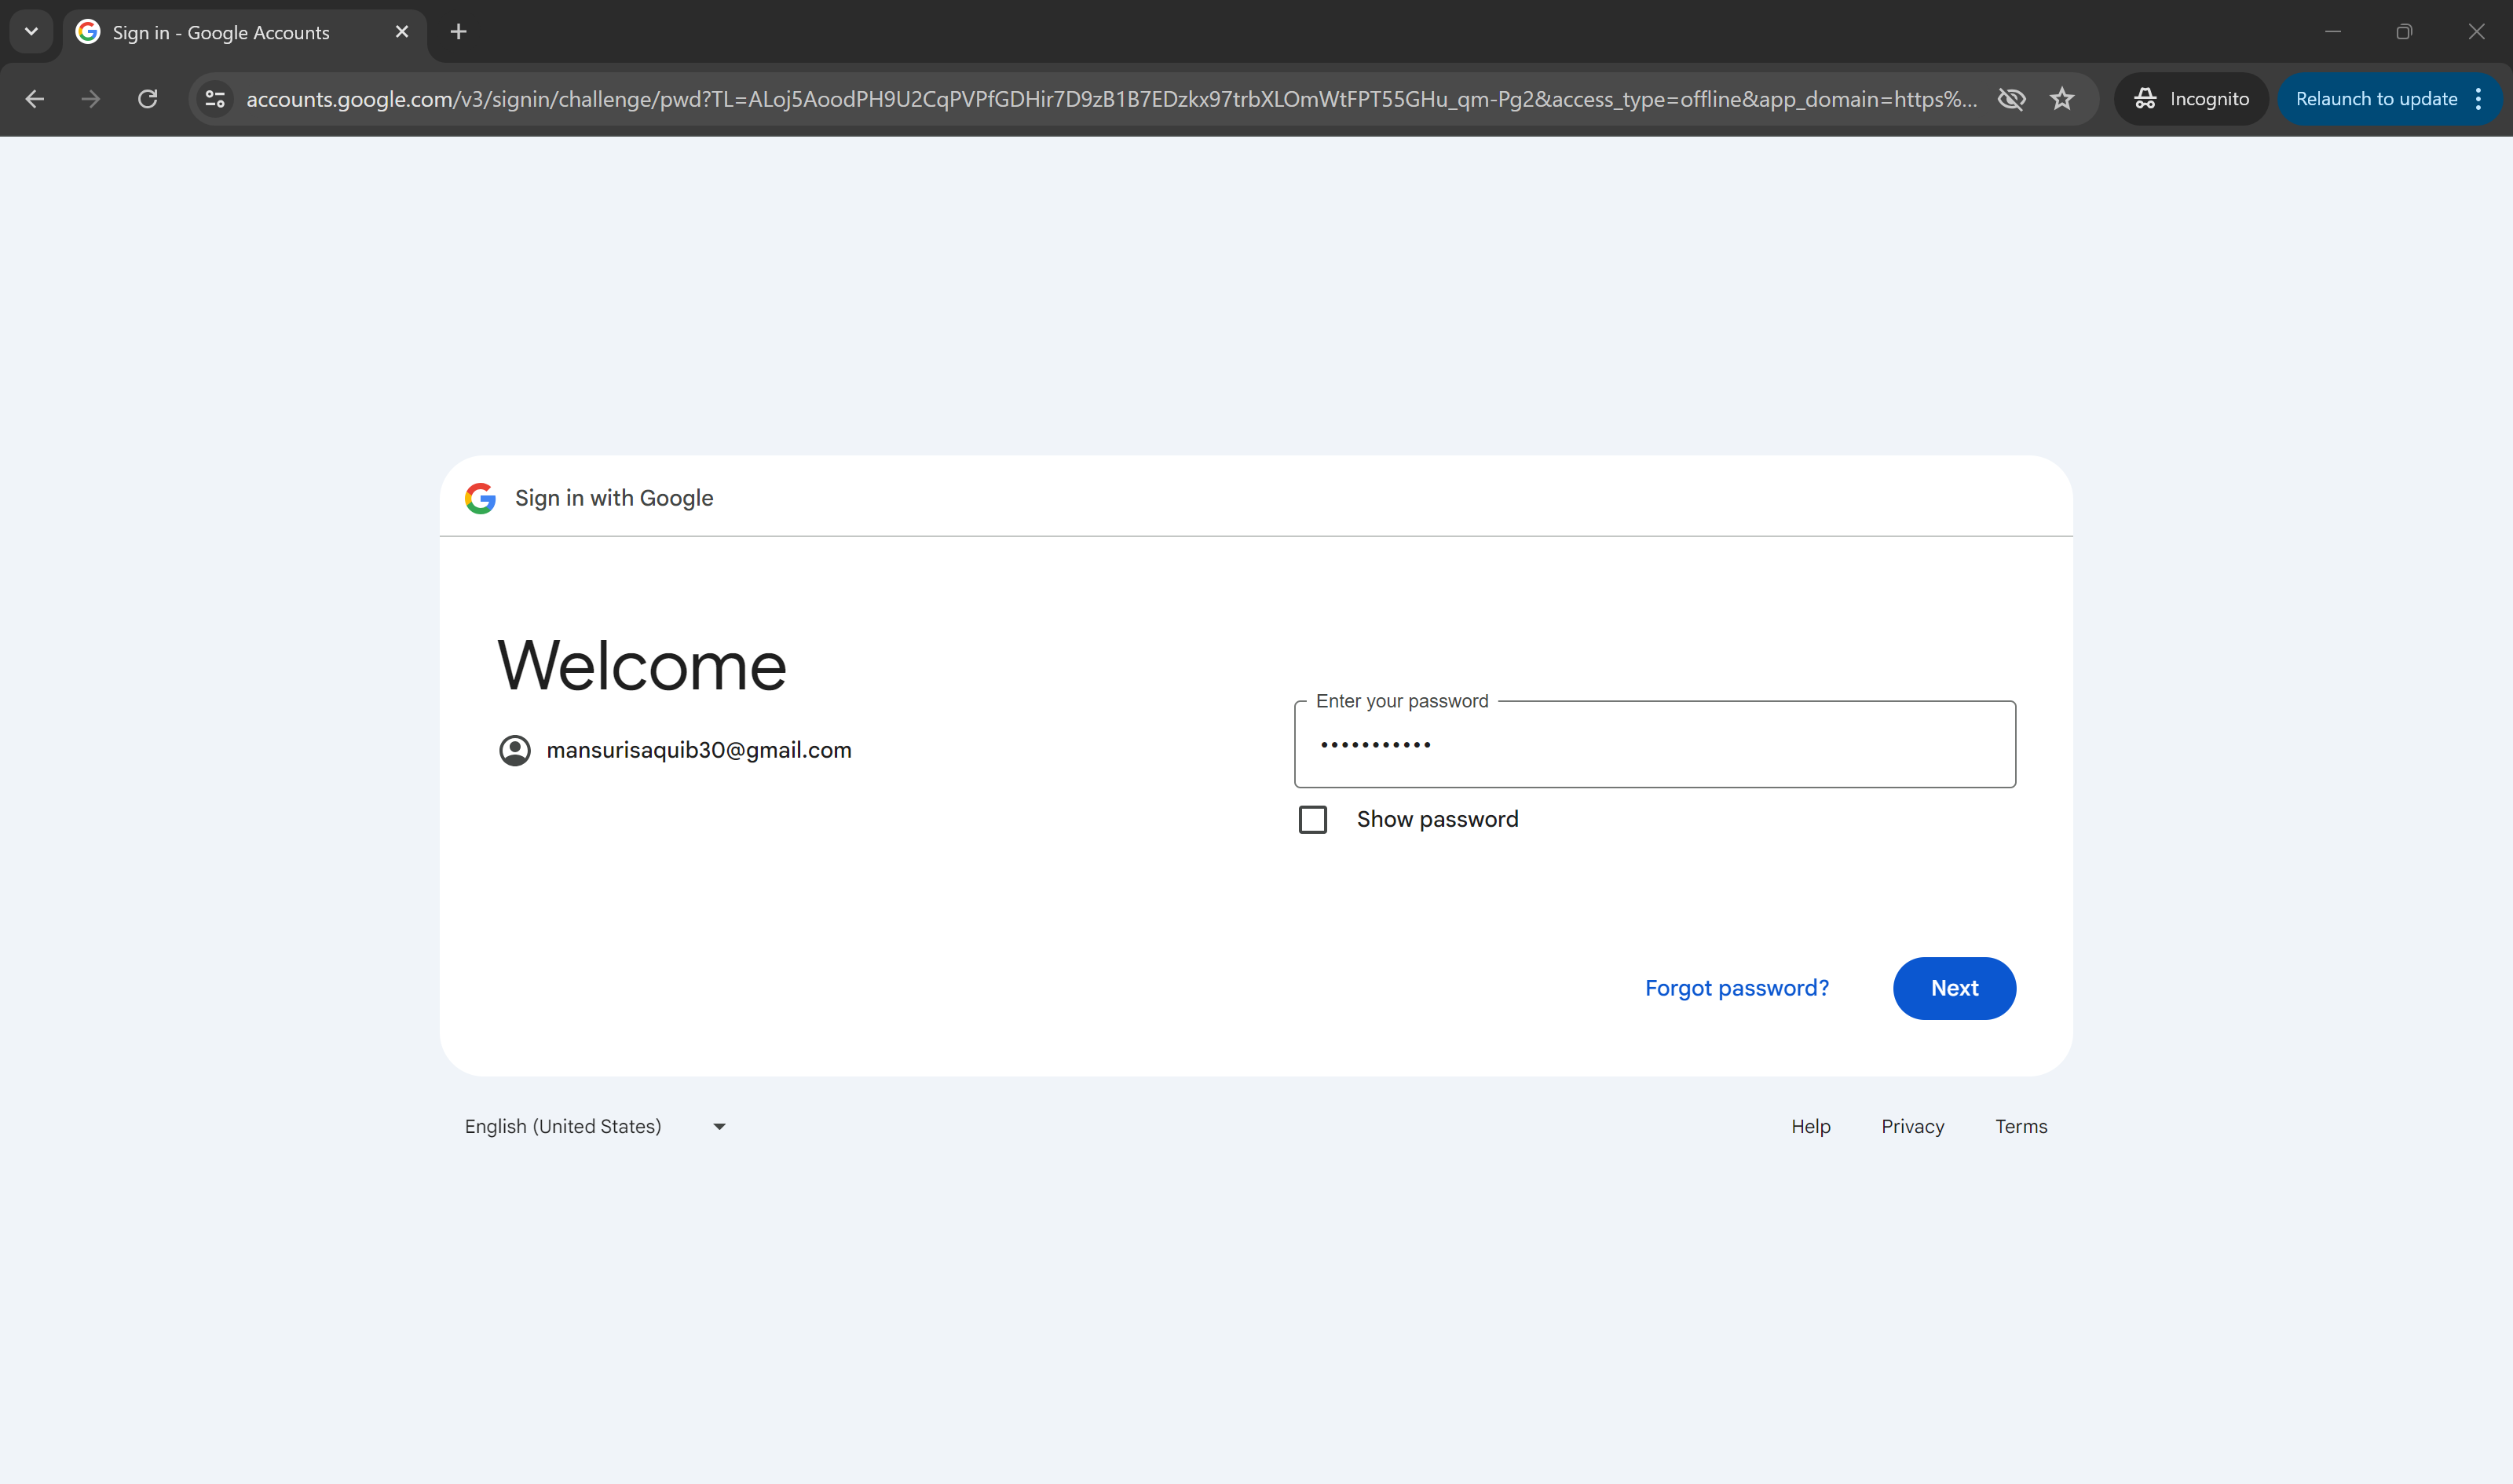 Sign in - Google Accounts
accounts.google.com/v3/signin/challenge/pwd?TL=ALoj5AoodPH9U2CqPVPfGDHir7D9zB1B7EDzkx97trbXLOmWtFPT55GHu_qm-Pg2&access_type=offline&app_domain=https%...
Incognito
Relaunch to update
Sign in with Google
Welcome
mansurisaquib30@gmail.com
Enter your password
•••••••••••
Show password
Forgot password?
Next
English (United States)
Help
Privacy
Terms